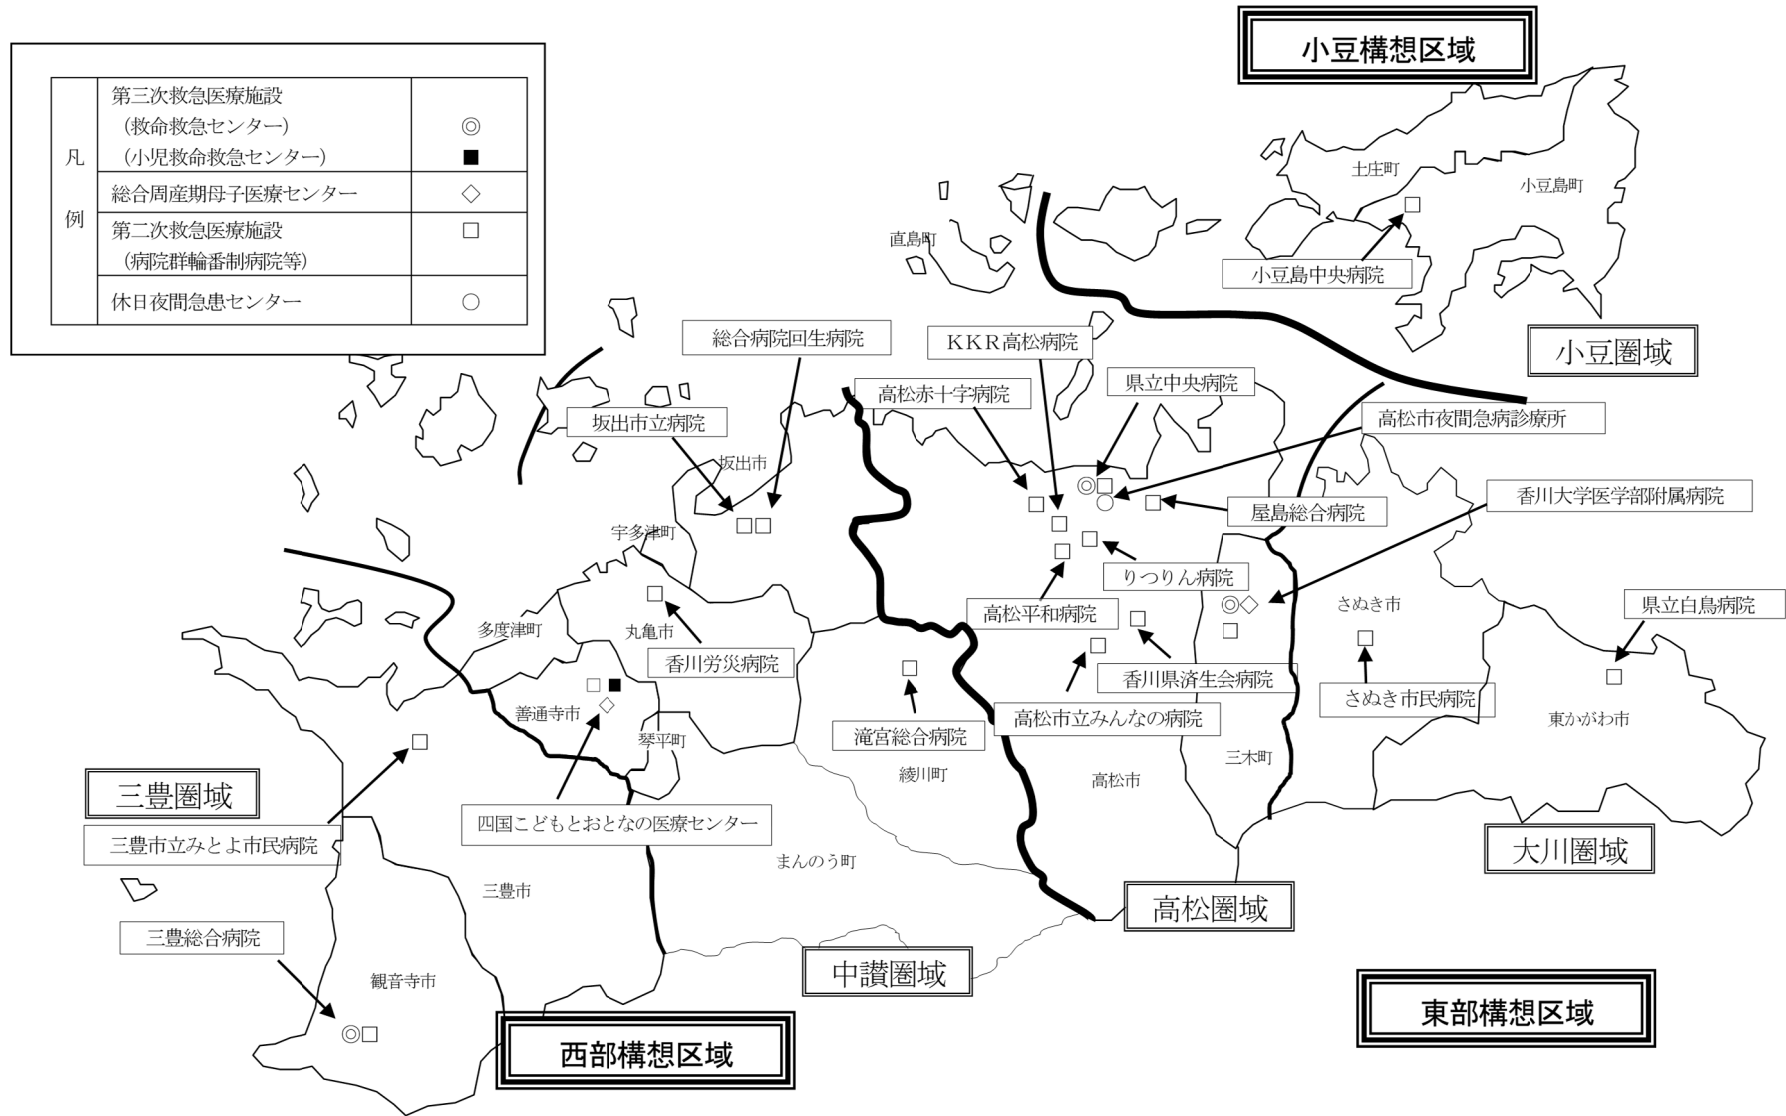 小豆構想区域
凡
例
第三次救急医療施設
（救命救急センター） ◎
（小児救命救急センター） ■
総合周産期母子医療センター ◇
第二次救急医療施設 □
（病院群輪番制病院等）
休日夜間急患センター ○
土庄町
小豆島町
直島町
小豆島中央病院
小豆圏域
総合病院回生病院
ＫＫＲ高松病院
県立中央病院
高松赤十字病院
高松市夜間急病診療所
坂出市立病院
坂出市
香川大学医学部附属病院
屋島総合病院
宇多津町
りつりん病院
高松平和病院
さぬき市
県立白鳥病院
多度津町
丸亀市
香川労災病院
香川県済生会病院
さぬき市民病院
善通寺市
高松市立みんなの病院
東かがわ市
琴平町
滝宮総合病院
三木町
綾川町
高松市
三豊圏域
四国こどもとおとなの医療センター
三豊市立みとよ市民病院
大川圏域
まんのう町
三豊市
高松圏域
三豊総合病院
中讃圏域
観音寺市
東部構想区域
西部構想区域